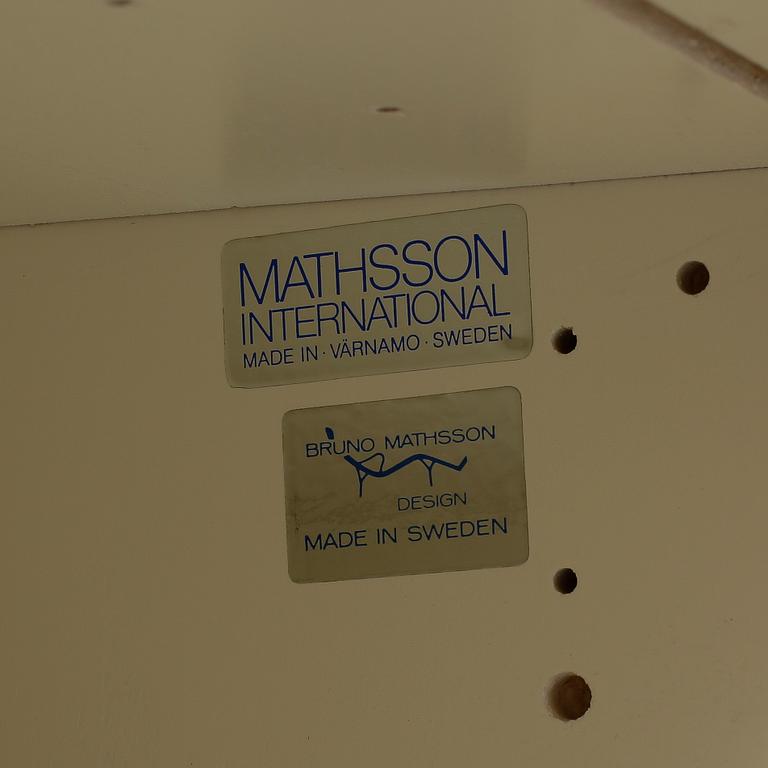 MATHSSON
INTERNATIONAL
MADE IN · VÄRNAMO · SWEDEN
BRUNO MATHSSON
DESIGN
MADE IN SWEDEN